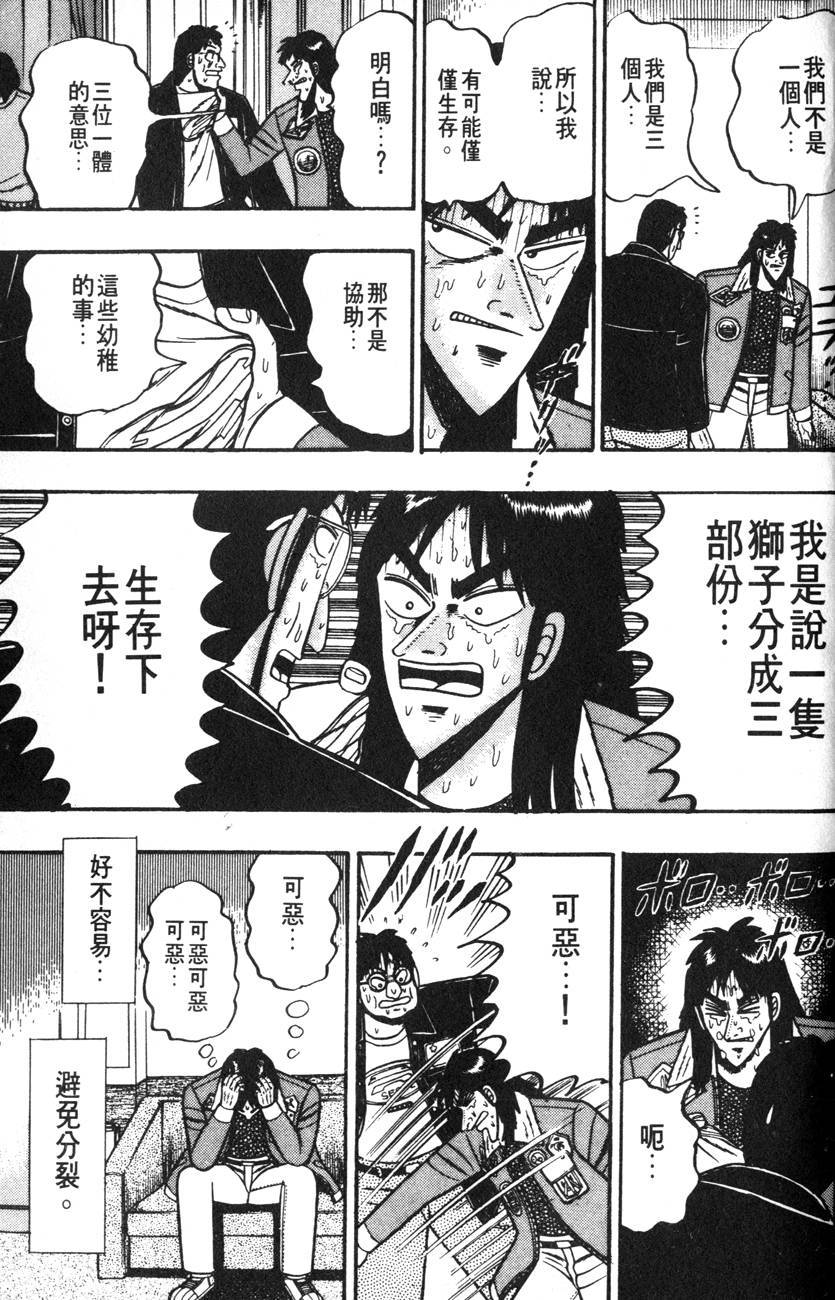 我們不是
一個人…
我們是三
個人…
所以我
說…
有可能僅
僅生存。
明白嗎…?
三位一體
的意思…
那不是
協助…
這些幼稚
的事…
我是說一隻
獅子分成三
部份…
生存下
去呀!
ボロ‥ボロ‥
ボロ‥
呃…
可惡…!
可惡…
可惡可惡
可惡…
好不容易…
避免分裂。